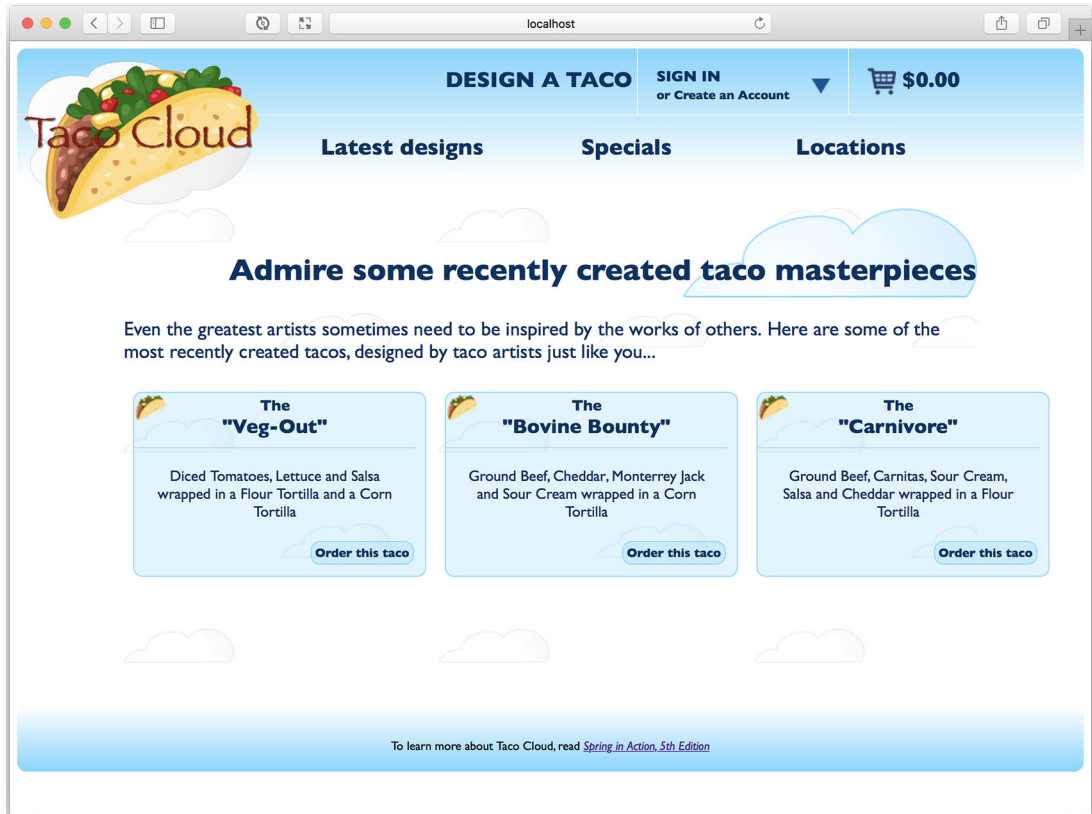 localhost
DESIGN A TACO
SIGN IN
or Create an Account
$0.00
Taco Cloud
Latest designs
Specials
Locations
Admire some recently created taco masterpieces
Even the greatest artists sometimes need to be inspired by the works of others. Here are some of the
most recently created tacos, designed by taco artists just like you...
The
"Veg-Out"
Diced Tomatoes, Lettuce and Salsa
wrapped in a Flour Tortilla and a Corn
Tortilla
Order this taco
The
"Bovine Bounty"
Ground Beef, Cheddar, Monterrey Jack
and Sour Cream wrapped in a Corn
Tortilla
Order this taco
The
"Carnivore"
Ground Beef, Carnitas, Sour Cream,
Salsa and Cheddar wrapped in a Flour
Tortilla
Order this taco
To learn more about Taco Cloud, read Spring in Action, 5th Edition